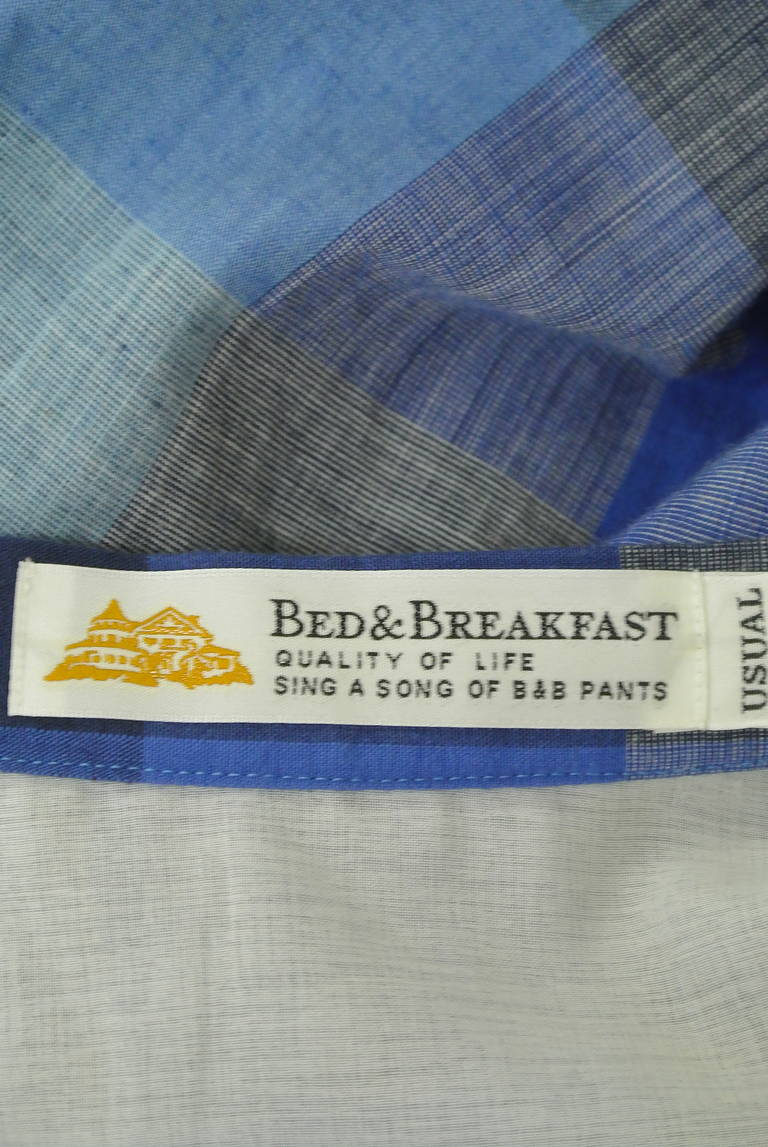 BED&BREAKFAST
QUALITY OF LIFE
SING A SONG OF B&B PANTS
USUAL